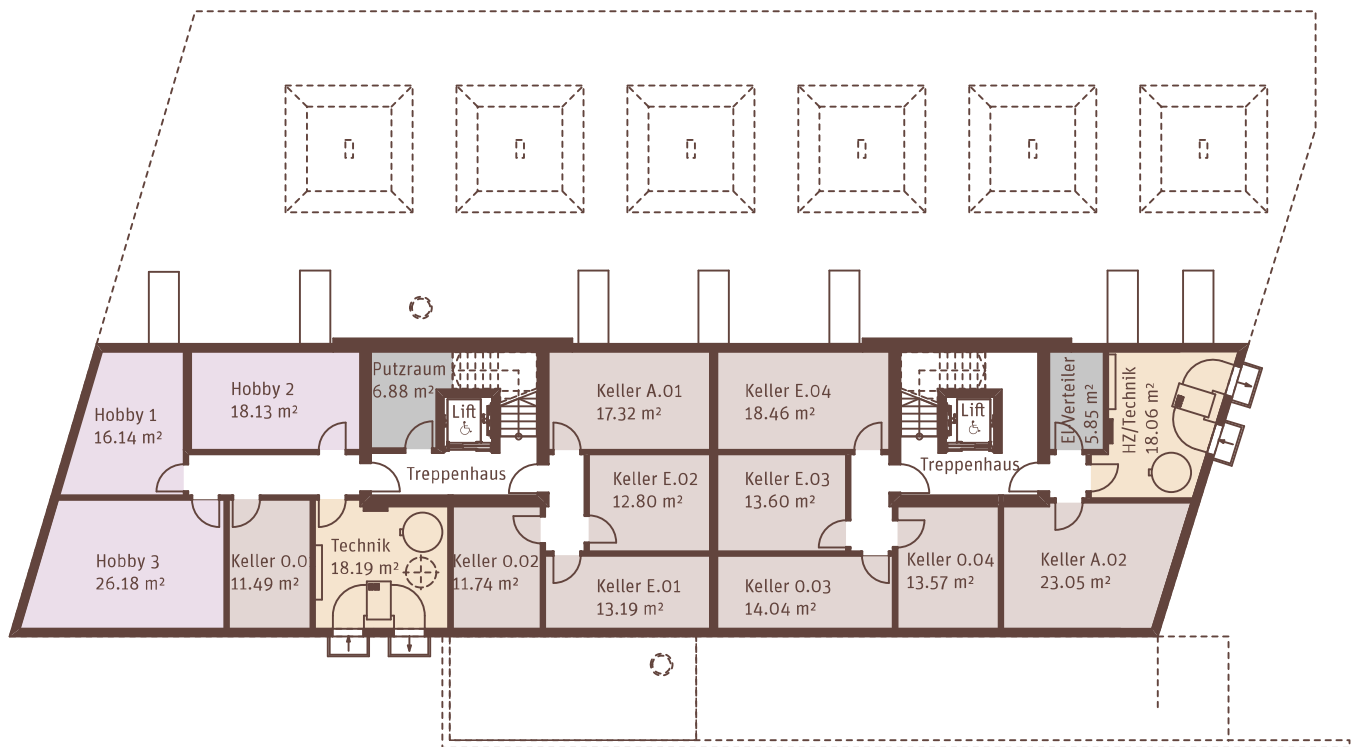 Hobby 1
16.14 m²
Hobby 2
18.13 m²
Putzraum
6.88 m²
Lift
Treppenhaus
Keller A.01
17.32 m²
Keller E.04
18.46 m²
Lift
Treppenhaus
El.Verteiler
5.85 m²
HZ/Technik
18.06 m²
Keller E.02
12.80 m²
Keller E.03
13.60 m²
Hobby 3
26.18 m²
Keller O.0
11.49 m²
Technik
18.19 m²
Keller O.02
11.74 m²
Keller E.01
13.19 m²
Keller O.03
14.04 m²
Keller O.04
13.57 m²
Keller A.02
23.05 m²